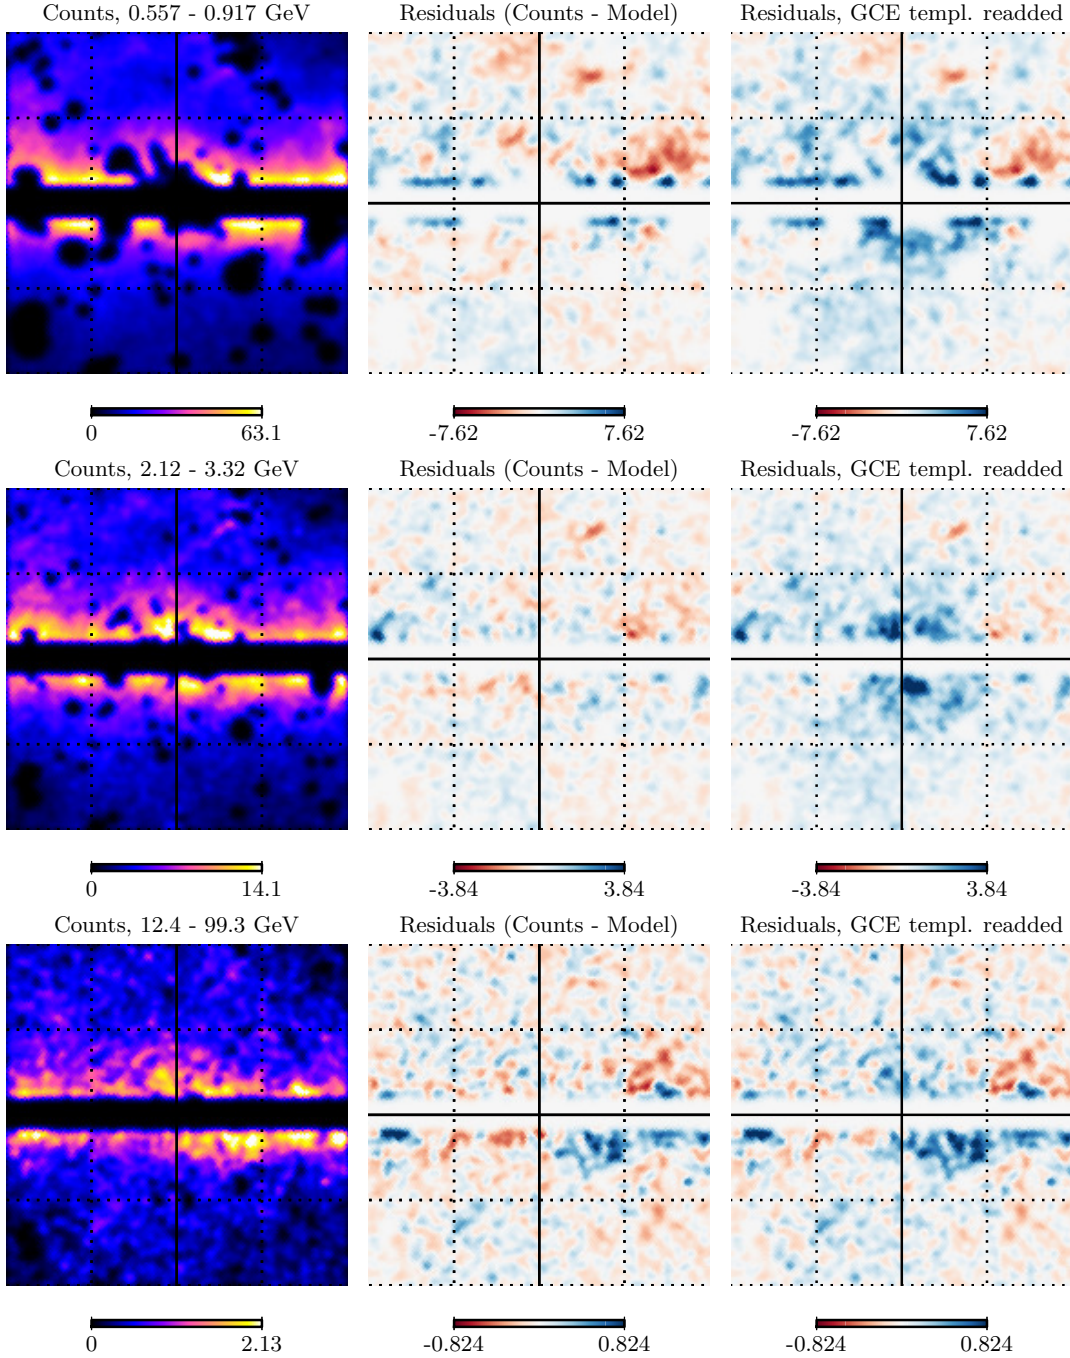 Counts, 0.557 - 0.917 GeV
Residuals (Counts - Model)
Residuals, GCE templ. readded
0 63.1
-7.62 7.62
-7.62 7.62
Counts, 2.12 - 3.32 GeV
Residuals (Counts - Model)
Residuals, GCE templ. readded
0 14.1
-3.84 3.84
-3.84 3.84
Counts, 12.4 - 99.3 GeV
Residuals (Counts - Model)
Residuals, GCE templ. readded
0 2.13
-0.824 0.824
-0.824 0.824